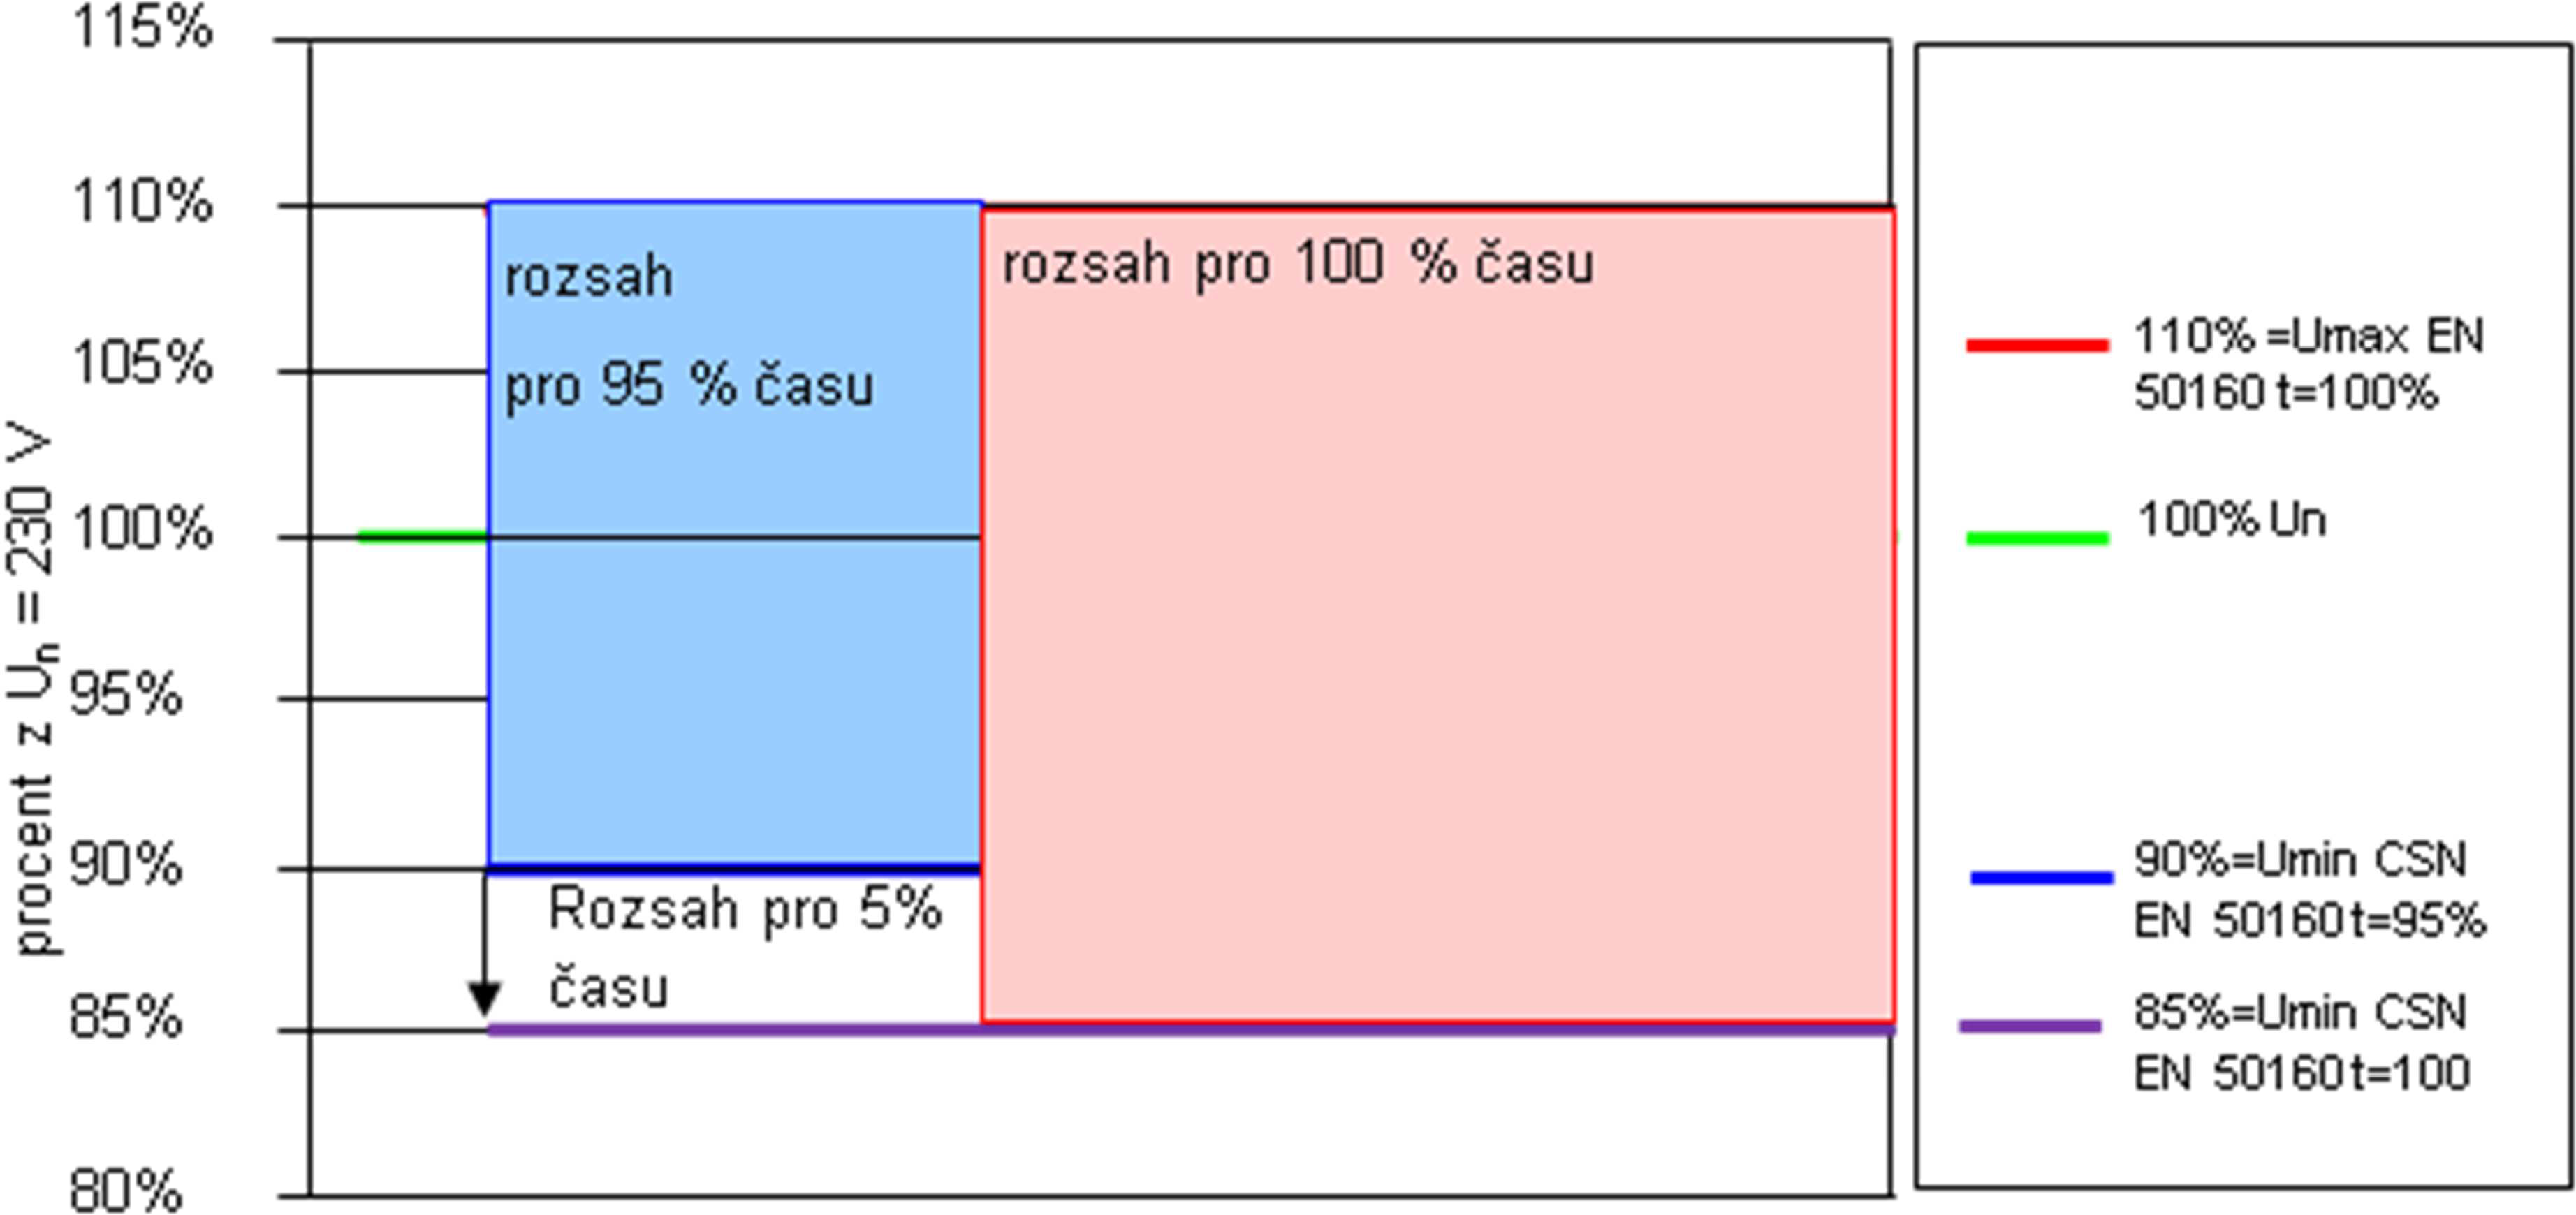 115%
110%
105%
100%
95%
90%
85%
80%
procent z Un = 230 V
rozsah
pro 95 % času
rozsah pro 100 % času
Rozsah pro 5%
času
110% =Umax EN
50160 t=100%
100% Un
90%=Umin CSN
EN 50160 t=95%
85%=Umin CSN
EN 50160 t=100